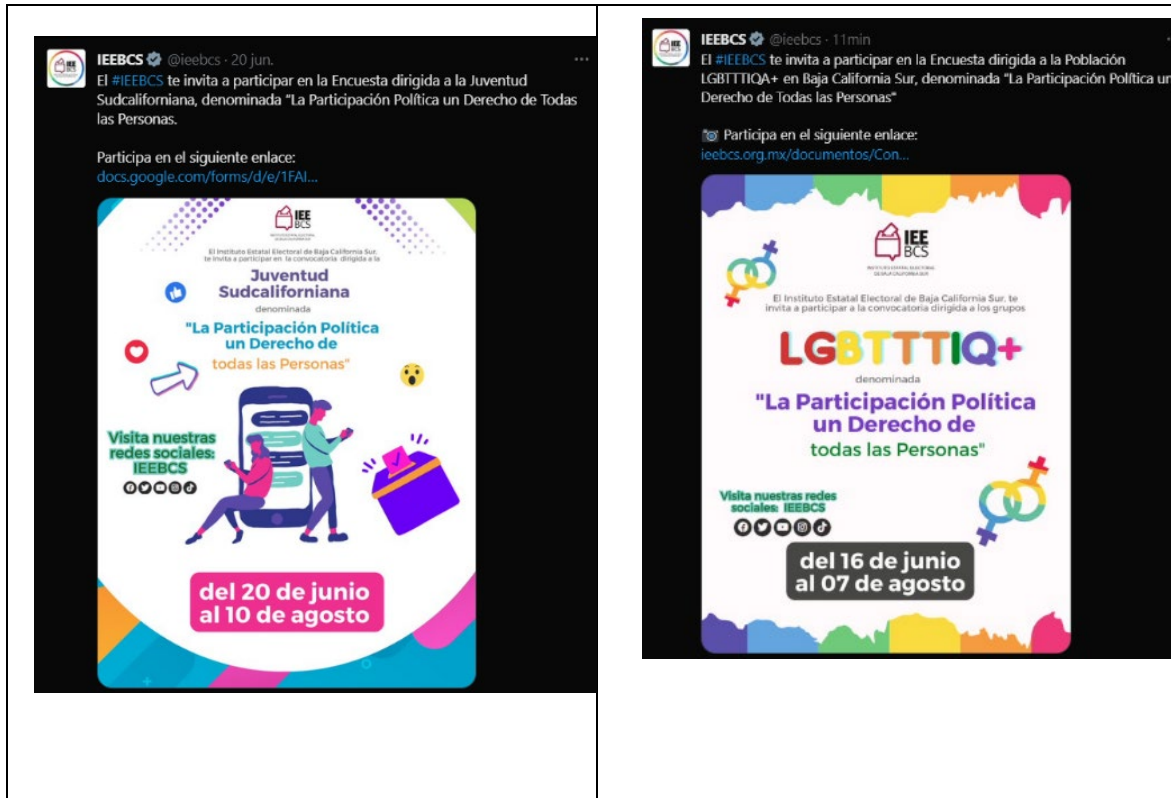 IEEBCS @ieebcs · 20 jun.
El #IEEBCS te invita a participar en la Encuesta dirigida a la Juventud
Sudcaliforniana, denominada "La Participación Política un Derecho de Todas
las Personas.
Participa en el siguiente enlace:
docs.google.com/forms/d/e/1FAI...
IEE
BCS
El Instituto Estatal Electoral de Baja California Sur,
te invita a participar en la convocatoria dirigida a la
Juventud
Sudcaliforniana
denominada
"La Participación Política
un Derecho de
todas las Personas"
Visita nuestras
redes sociales:
IEEBCS
del 20 de junio
al 10 de agosto
IEEBCS @ieebcs · 11min
El #IEEBCS te invita a participar en la Encuesta dirigida a la Población
LGBTTTIQA+ en Baja California Sur, denominada "La Participación Política un
Derecho de Todas las Personas"
Participa en el siguiente enlace:
ieebcs.org.mx/documentos/Con...
IEE
BCS
INSTITUTO ESTATAL ELECTORAL
DE BAJA CALIFORNIA SUR
El Instituto Estatal Electoral de Baja California Sur, te
invita a participar a la convocatoria dirigida a los grupos
LGBTTTIQ+
denominada
"La Participación Política
un Derecho de
todas las Personas"
Visita nuestras redes
sociales: IEEBCS
del 16 de junio
al 07 de agosto